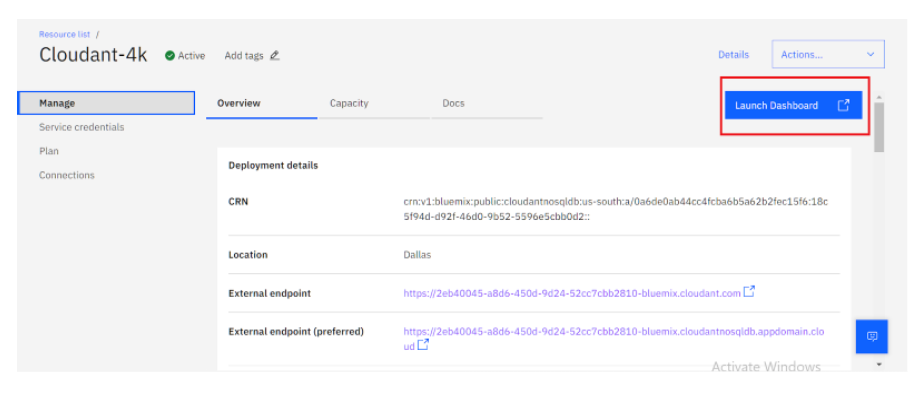 Resource list /
Cloudant-4k Active Add tags Details Actions...
Manage Overview Capacity Docs Launch Dashboard
Service credentials
Plan
Connections
Deployment details
CRN crn:v1:bluemix:public:cloudantnosqldb:us-south:a/0a6de0ab44cc4fcba6b5a62b2fec15f6:18c
5f94d-d92f-46d0-9b52-5596e5cbb0d2::
Location Dallas
External endpoint https://2eb40045-a8d6-450d-9d24-52cc7cbb2810-bluemix.cloudant.com
External endpoint (preferred) https://2eb40045-a8d6-450d-9d24-52cc7cbb2810-bluemix.cloudantnosqldb.appdomain.clo
ud
Activate Windows